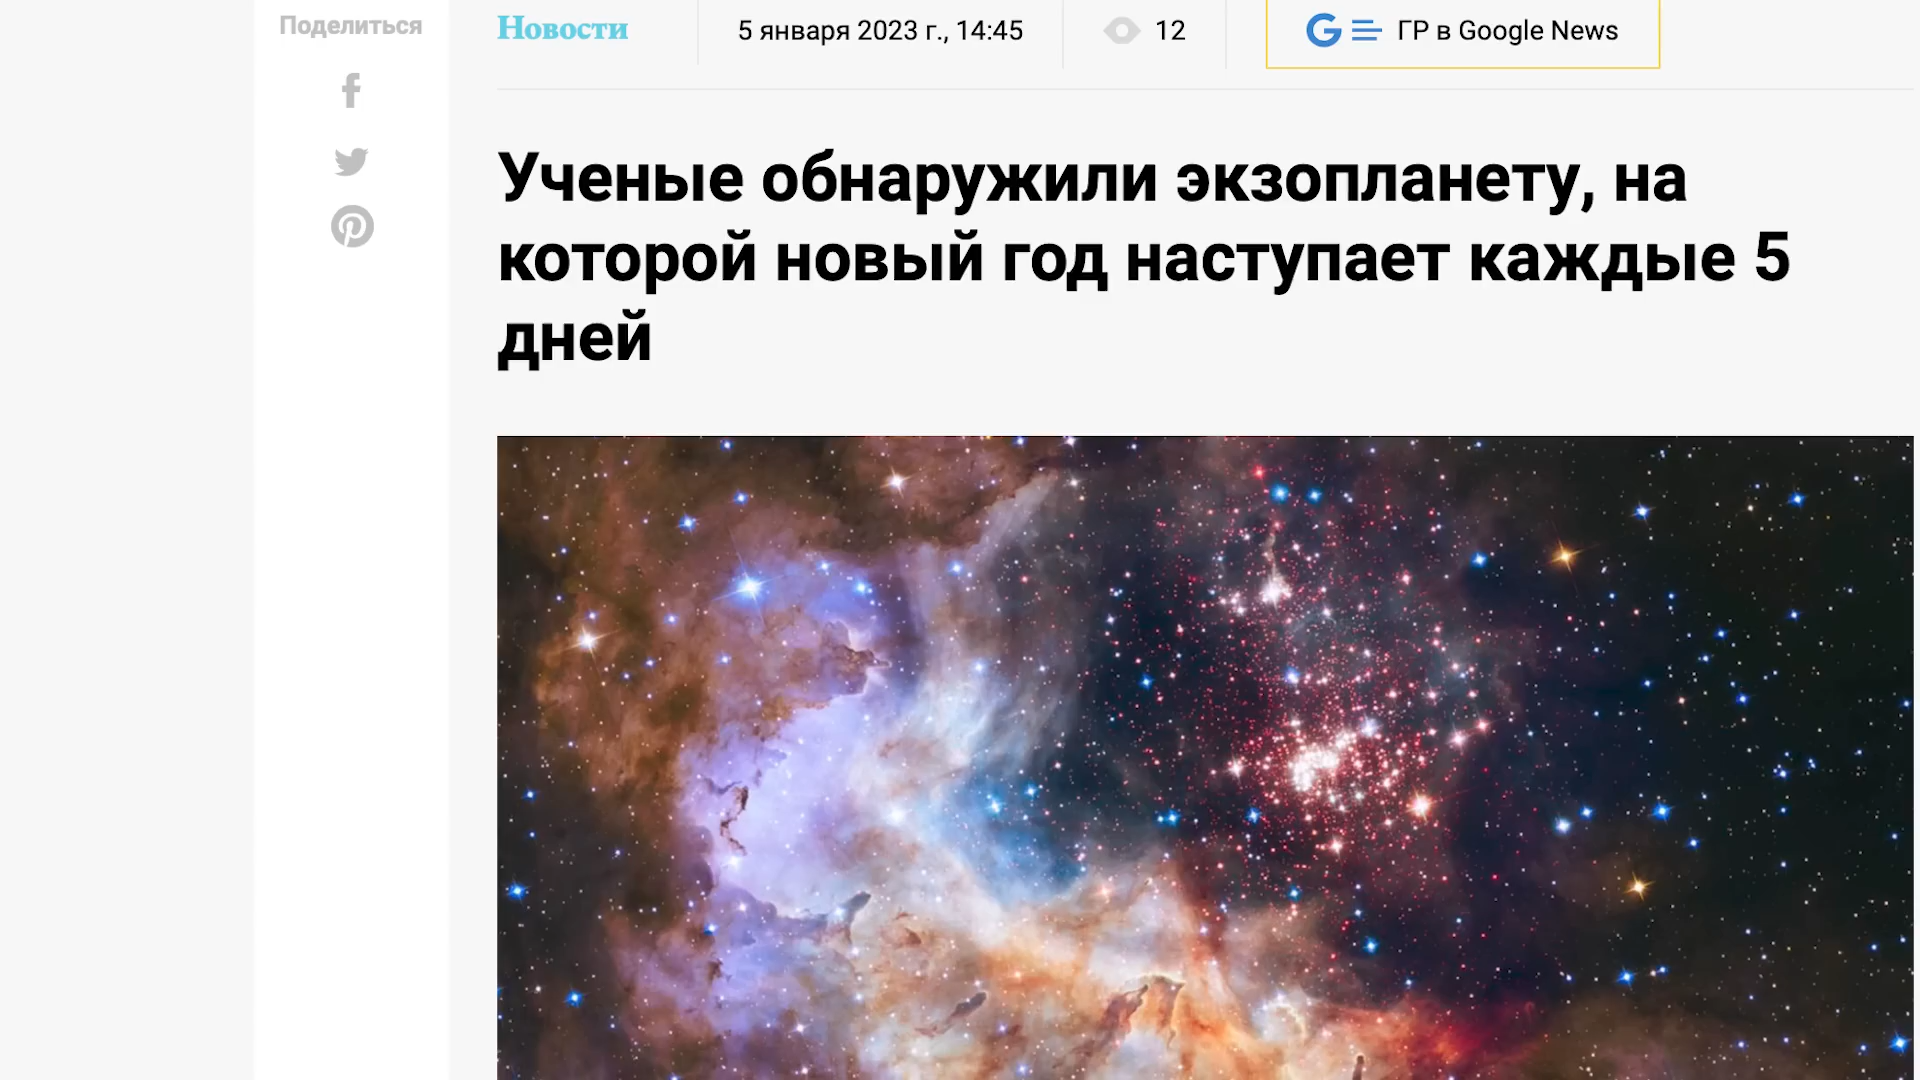 Поделиться
Новости
5 января 2023 г., 14:45
12
ГР в Google News
Ученые обнаружили экзопланету, на
которой новый год наступает каждые 5
дней